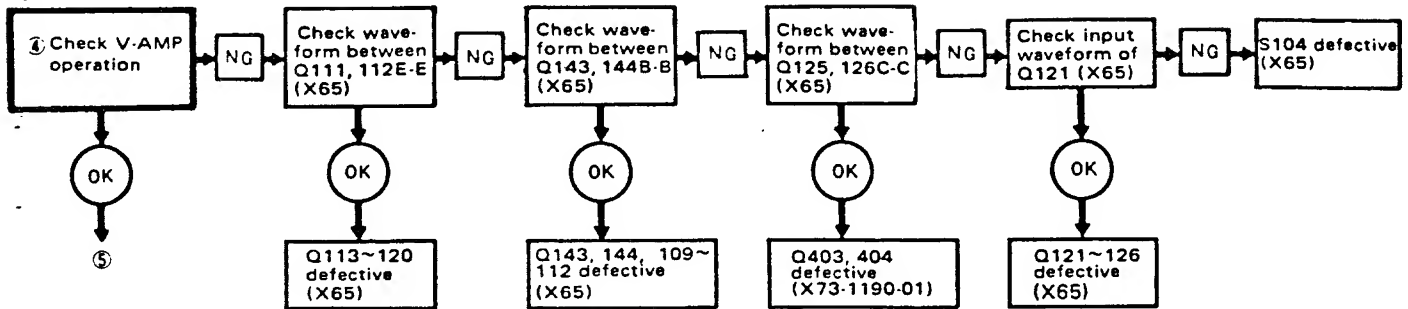 ④ Check V-AMP
operation
NG
Check wave-
form between
Q111, 112E-E
(X65)
NG
Check wave-
form between
Q143, 144B-B
(X65)
NG
Check wave-
form between
Q125, 126C-C
(X65)
NG
Check input
waveform of
Q121 (X65)
NG
S104 defective
(X65)
OK
OK
OK
OK
OK
⑤
Q113~120
defective
(X65)
Q143, 144, 109~
112 defective
(X65)
Q403, 404
defective
(X73-1190-01)
Q121~126
defective
(X65)